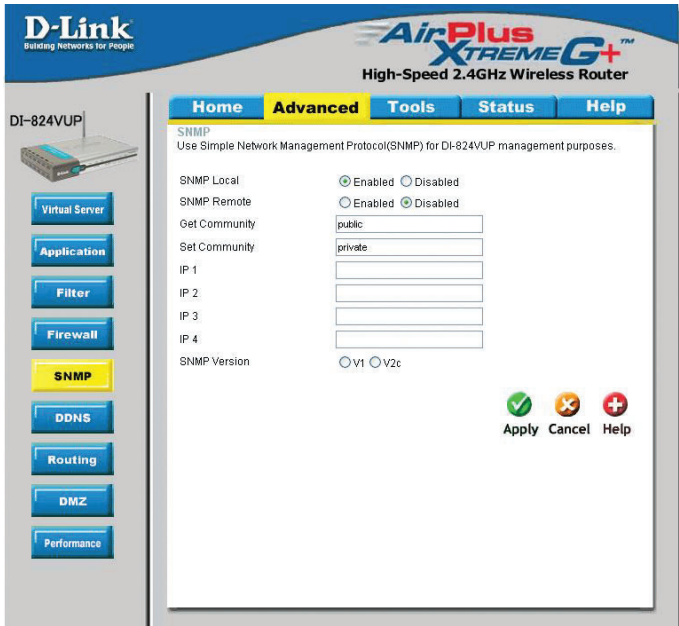 D-Link
Building Networks for People
AirPlus
XTREME G+™
High-Speed 2.4GHz Wireless Router
DI-824VUP
Home Advanced Tools Status Help
SNMP
Use Simple Network Management Protocol(SNMP) for DI-824VUP management purposes.
SNMP Local Enabled Disabled
SNMP Remote Enabled Disabled
Get Community public
Set Community private
IP 1
IP 2
IP 3
IP 4
SNMP Version V1 V2c
Apply Cancel Help
Virtual Server
Application
Filter
Firewall
SNMP
DDNS
Routing
DMZ
Performance